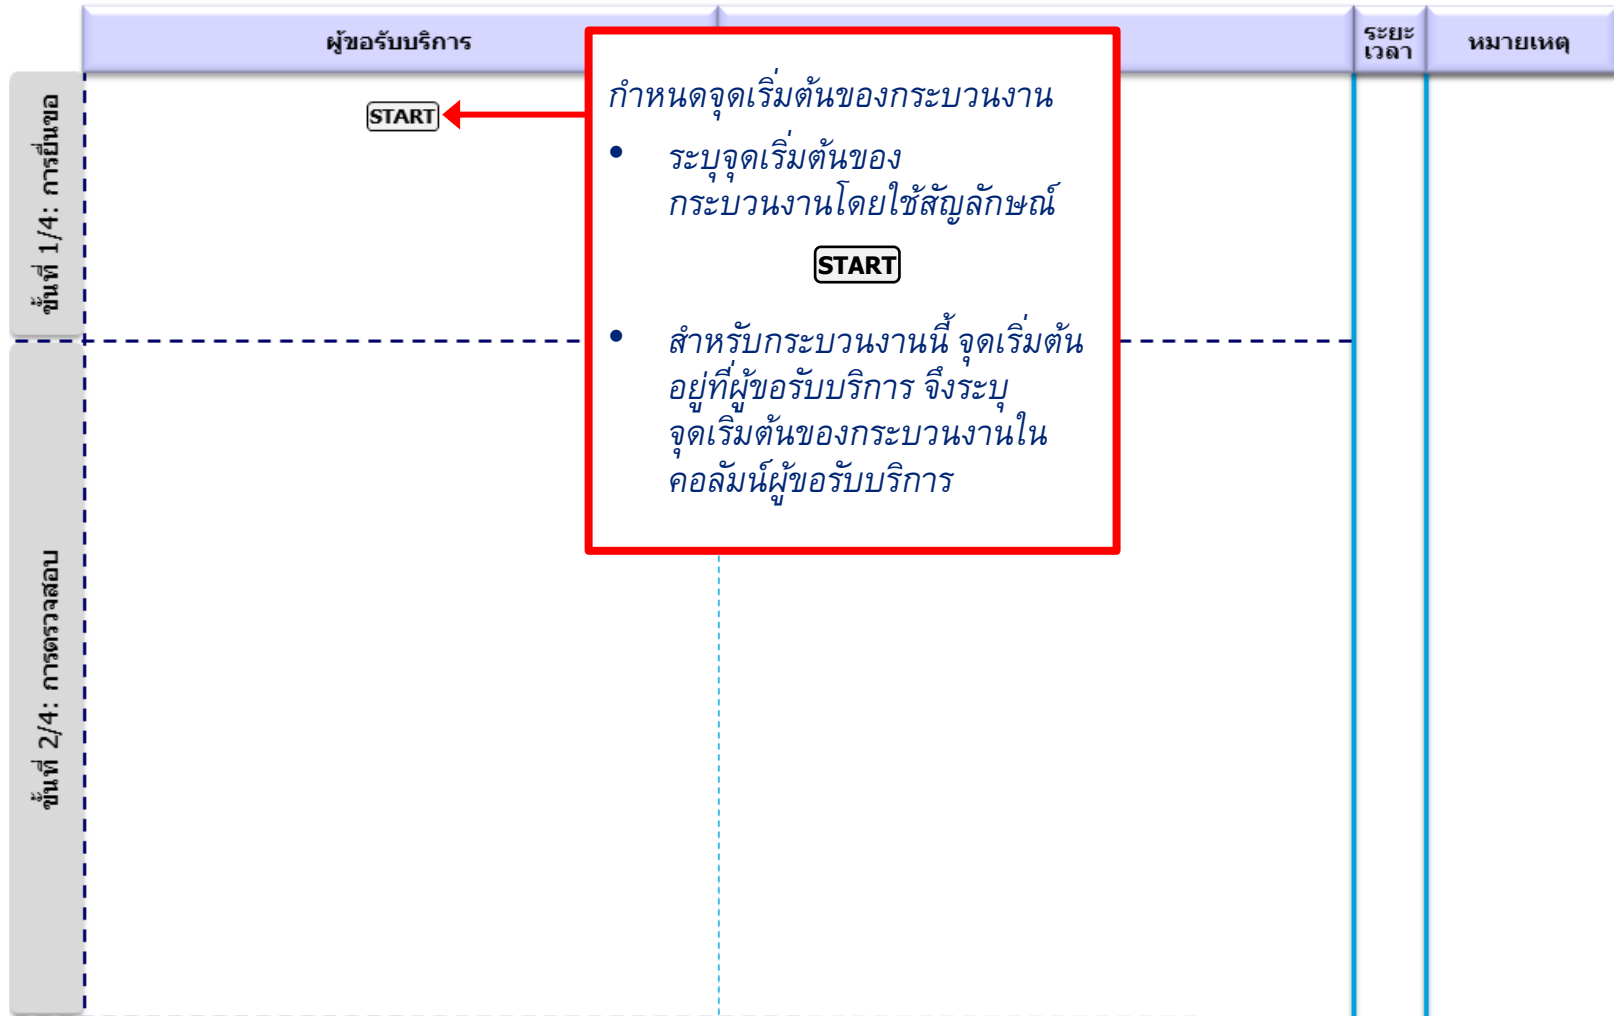 ผู้ขอรับบริการ
ระยะ
เวลา
หมายเหตุ
ขั้นที่ 1/4: การยื่นขอ
START
กำหนดจุดเริ่มต้นของกระบวนงาน
• ระบุจุดเริ่มต้นของ
กระบวนงานโดยใช้สัญลักษณ์
START
• สำหรับกระบวนงานนี้ จุดเริ่มต้น
อยู่ที่ผู้ขอรับบริการ จึงระบุ
จุดเริ่มต้นของกระบวนงานใน
คอลัมน์ผู้ขอรับบริการ
ขั้นที่ 2/4: การตรวจสอบ